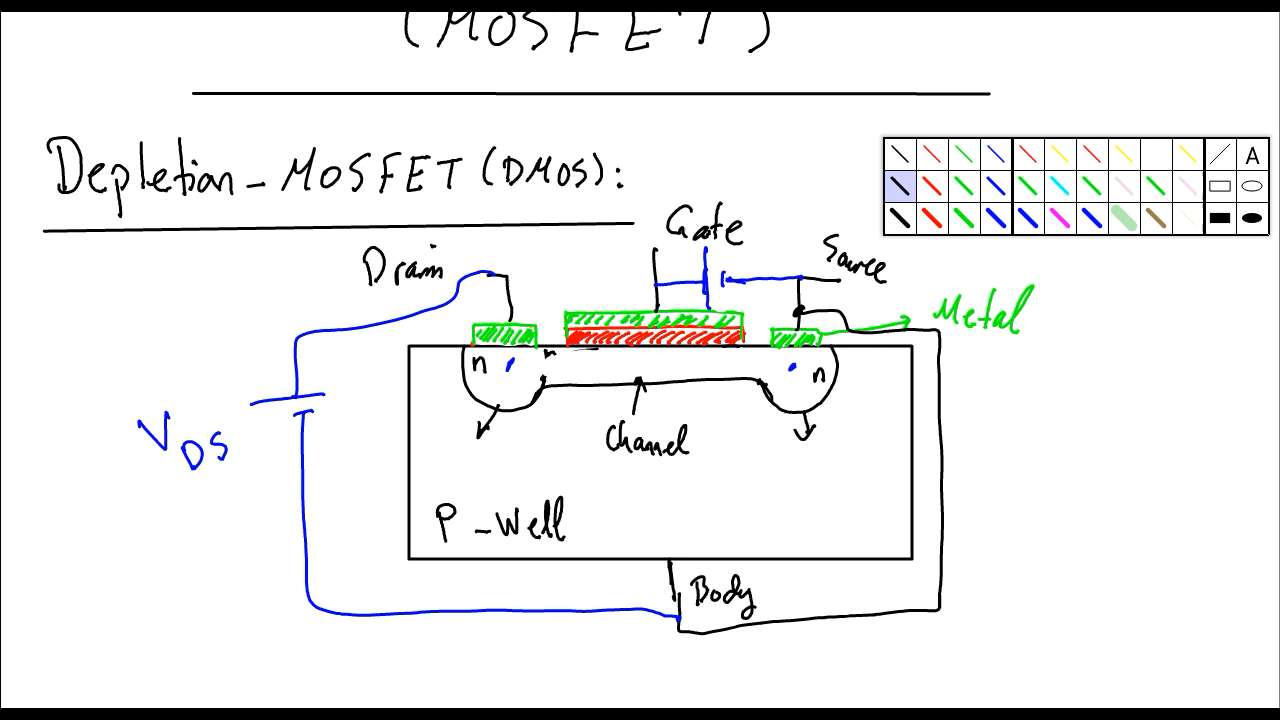 (MOSFET)
Depletion-MOSFET (DMOS):
Gate
Drain
Source
Metal
n
n
Channel
VDS
P-Well
Body
A